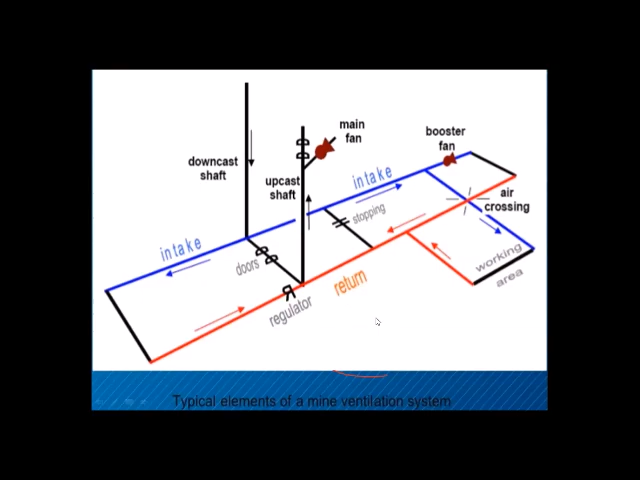 main
fan
booster
fan
downcast
shaft
upcast
shaft
intake
air
crossing
stopping
intake
doors
working
area
return
regulator
R
Typical elements of a mine ventilation system